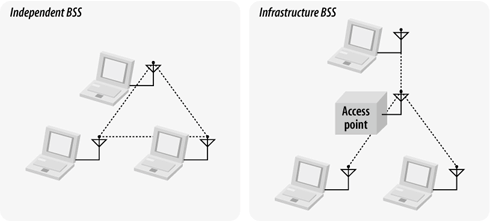 Independent BSS
Infrastructure BSS
Access
point